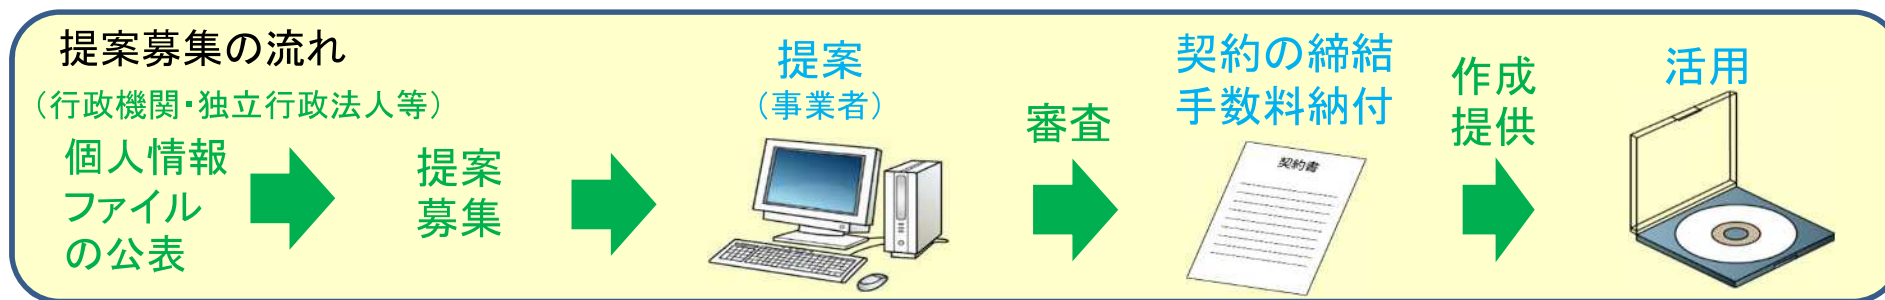 提案募集の流れ
（行政機関・独立行政法人等）
個人情報
ファイル
の公表
提案
募集
提案
（事業者）
審査
契約の締結
手数料納付
契約書
作成
提供
活用